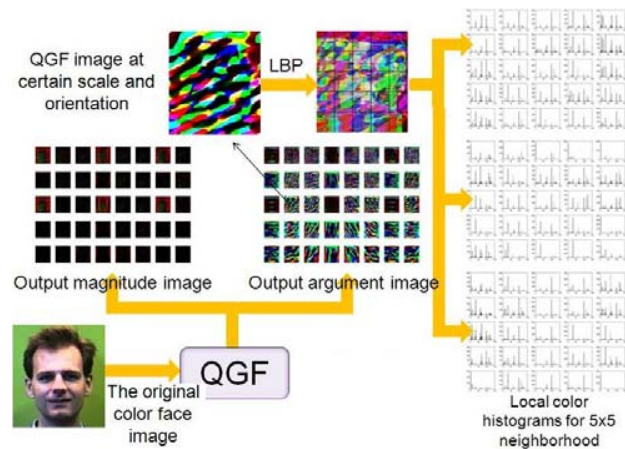 QGF image at
certain scale and
orientation
LBP
Output magnitude image
Output argument image
QGF
The original
color face
image
Local color
histograms for 5x5
neighborhood